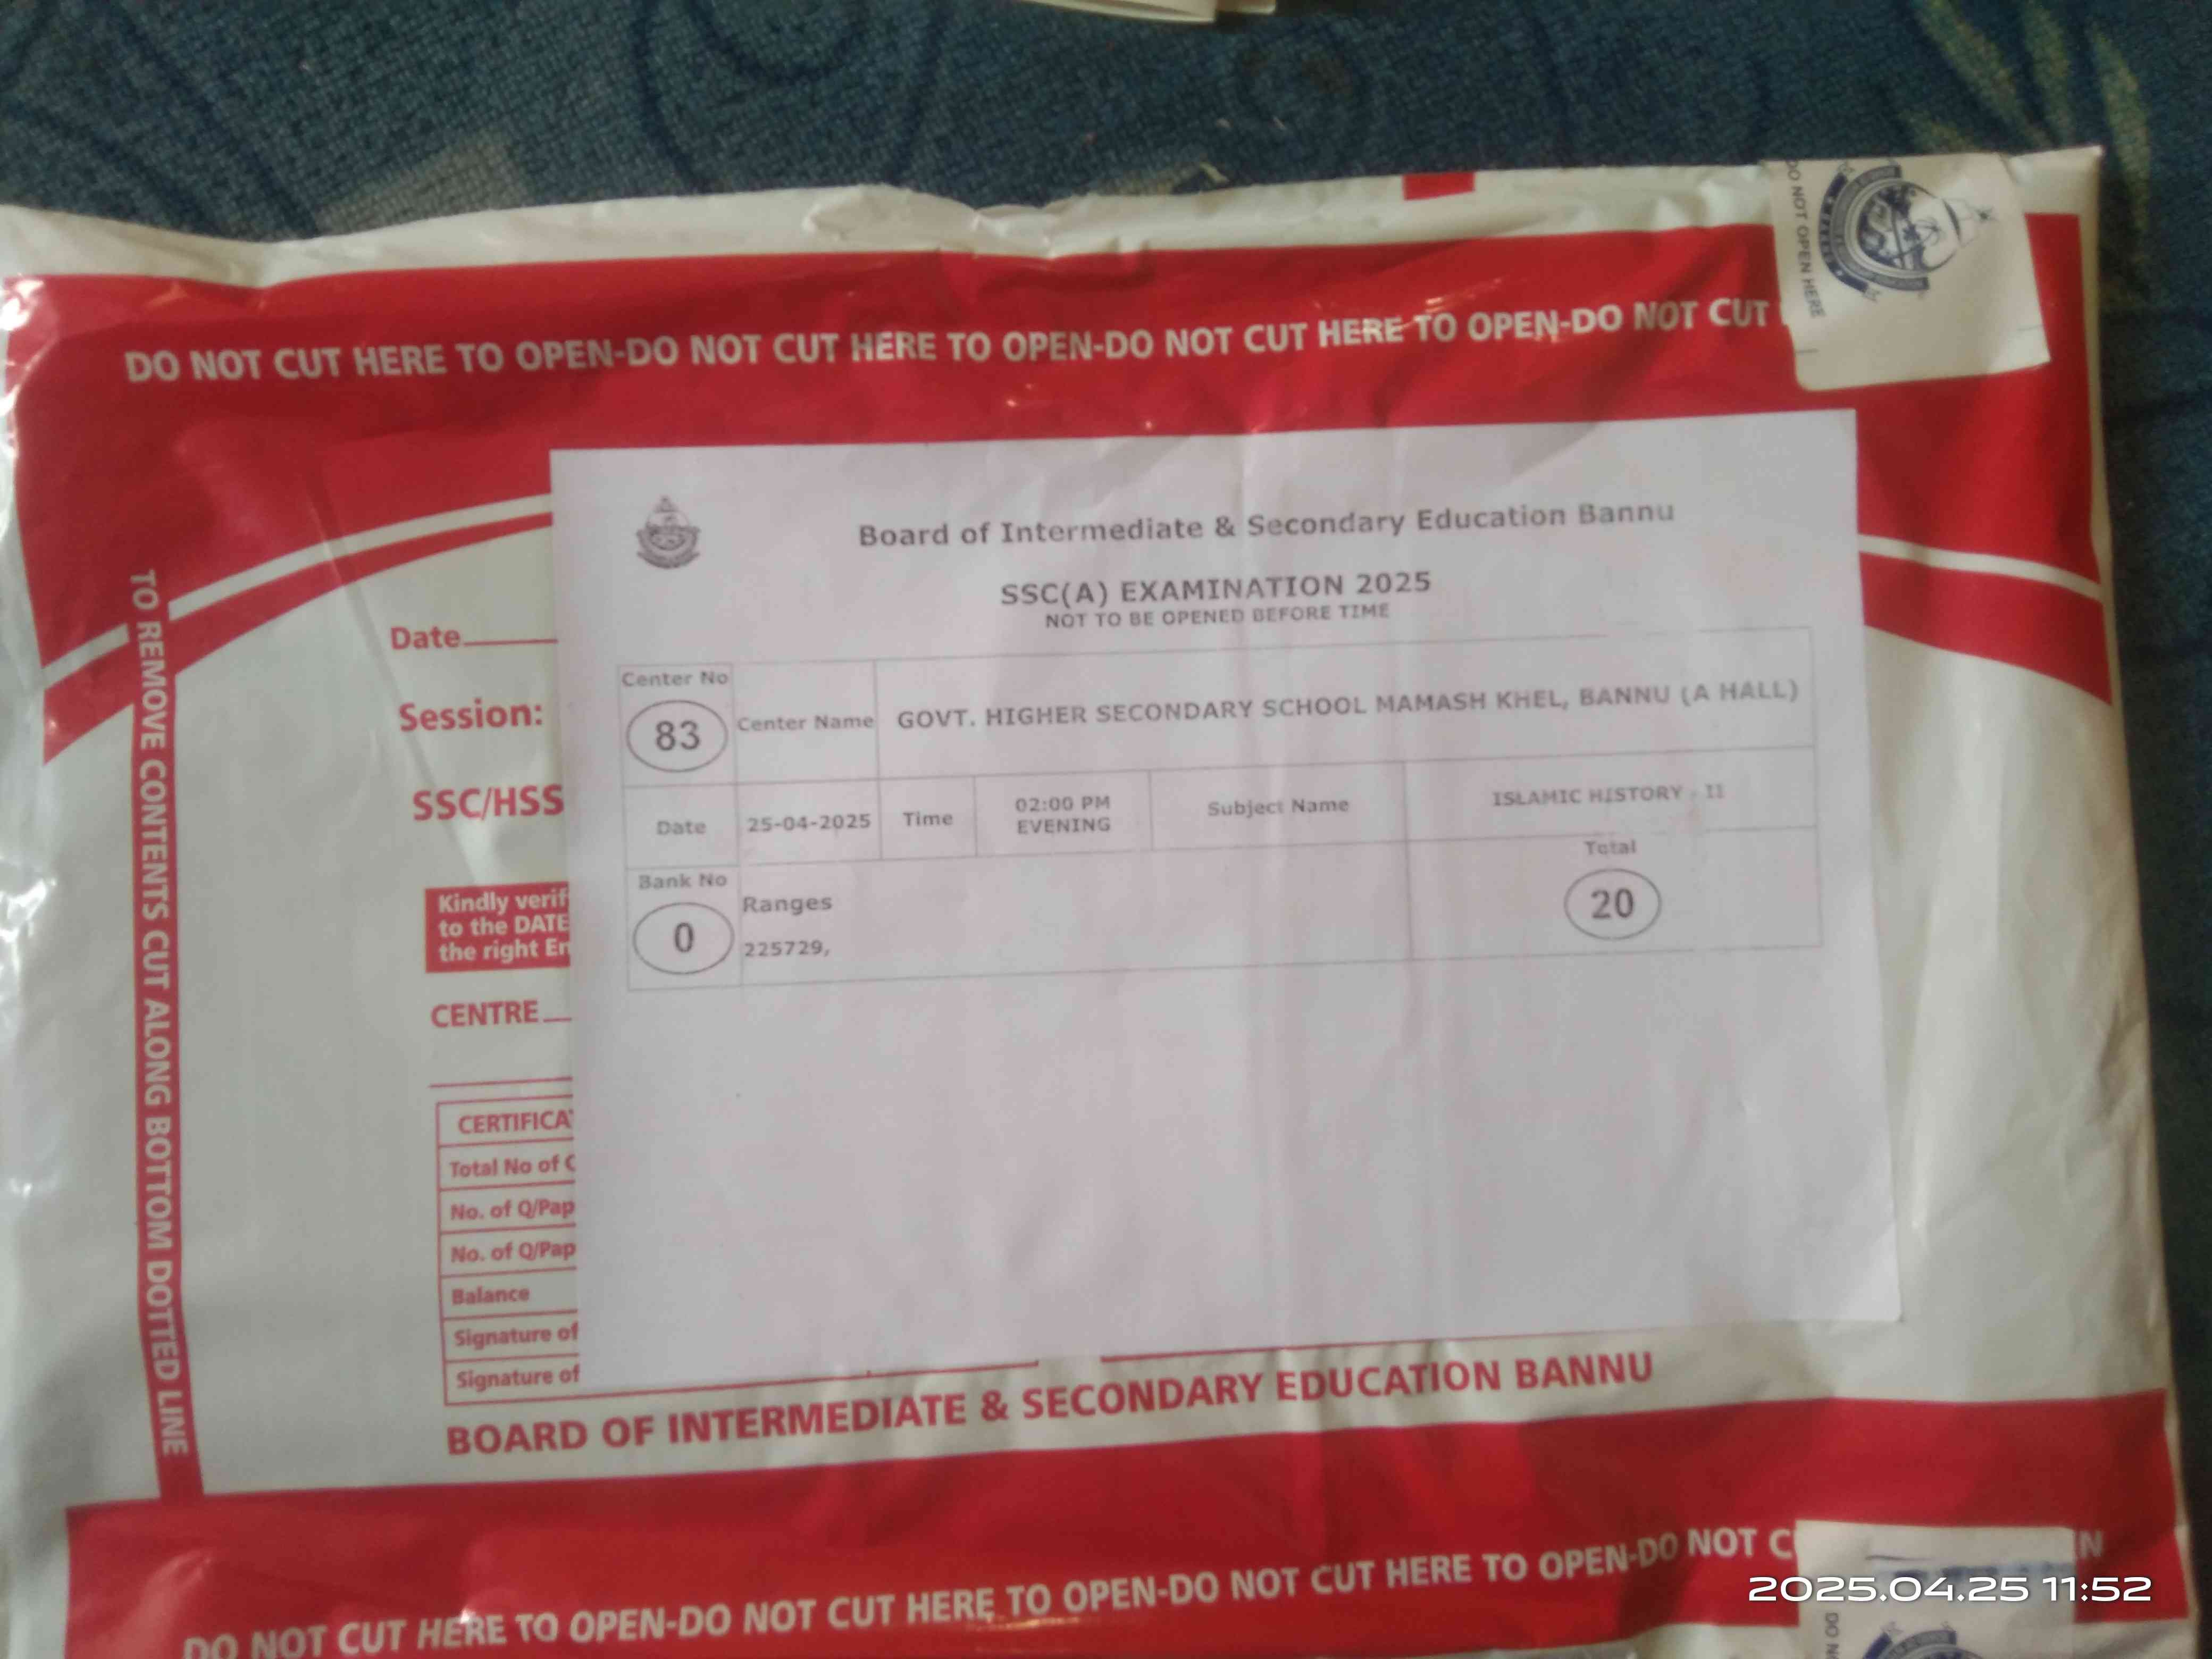 DO NOT OPEN HERE
DO NOT CUT HERE TO OPEN-DO NOT CUT HERE TO OPEN-DO NOT CUT HERE TO OPEN-DO NOT CUT
TO REMOVE CONTENTS CUT ALONG BOTTOM DOTTED LINE
Board of Intermediate & Secondary Education Bannu
SSC(A) EXAMINATION 2025
NOT TO BE OPENED BEFORE TIME
Center No
83
Center Name
GOVT. HIGHER SECONDARY SCHOOL MAMASH KHEL, BANNU (A HALL)
Date
25-04-2025
Time
02:00 PM
EVENING
Subject Name
ISLAMIC HISTORY - II
Bank No
0
Ranges
225729,
Total
20
Date
Session:
SSC/HSS
Kindly verif
to the DATE
the right En
CENTRE
CERTIFICA
Total No of C
No. of Q/Pap
No. of Q/Pap
Balance
Signature of
Signature of
BOARD OF INTERMEDIATE & SECONDARY EDUCATION BANNU
DO NOT CUT HERE TO OPEN-DO NOT CUT HERE TO OPEN-DO NOT CUT HERE TO OPEN-DO NOT C
N
DO N
2025.04.25 11:52